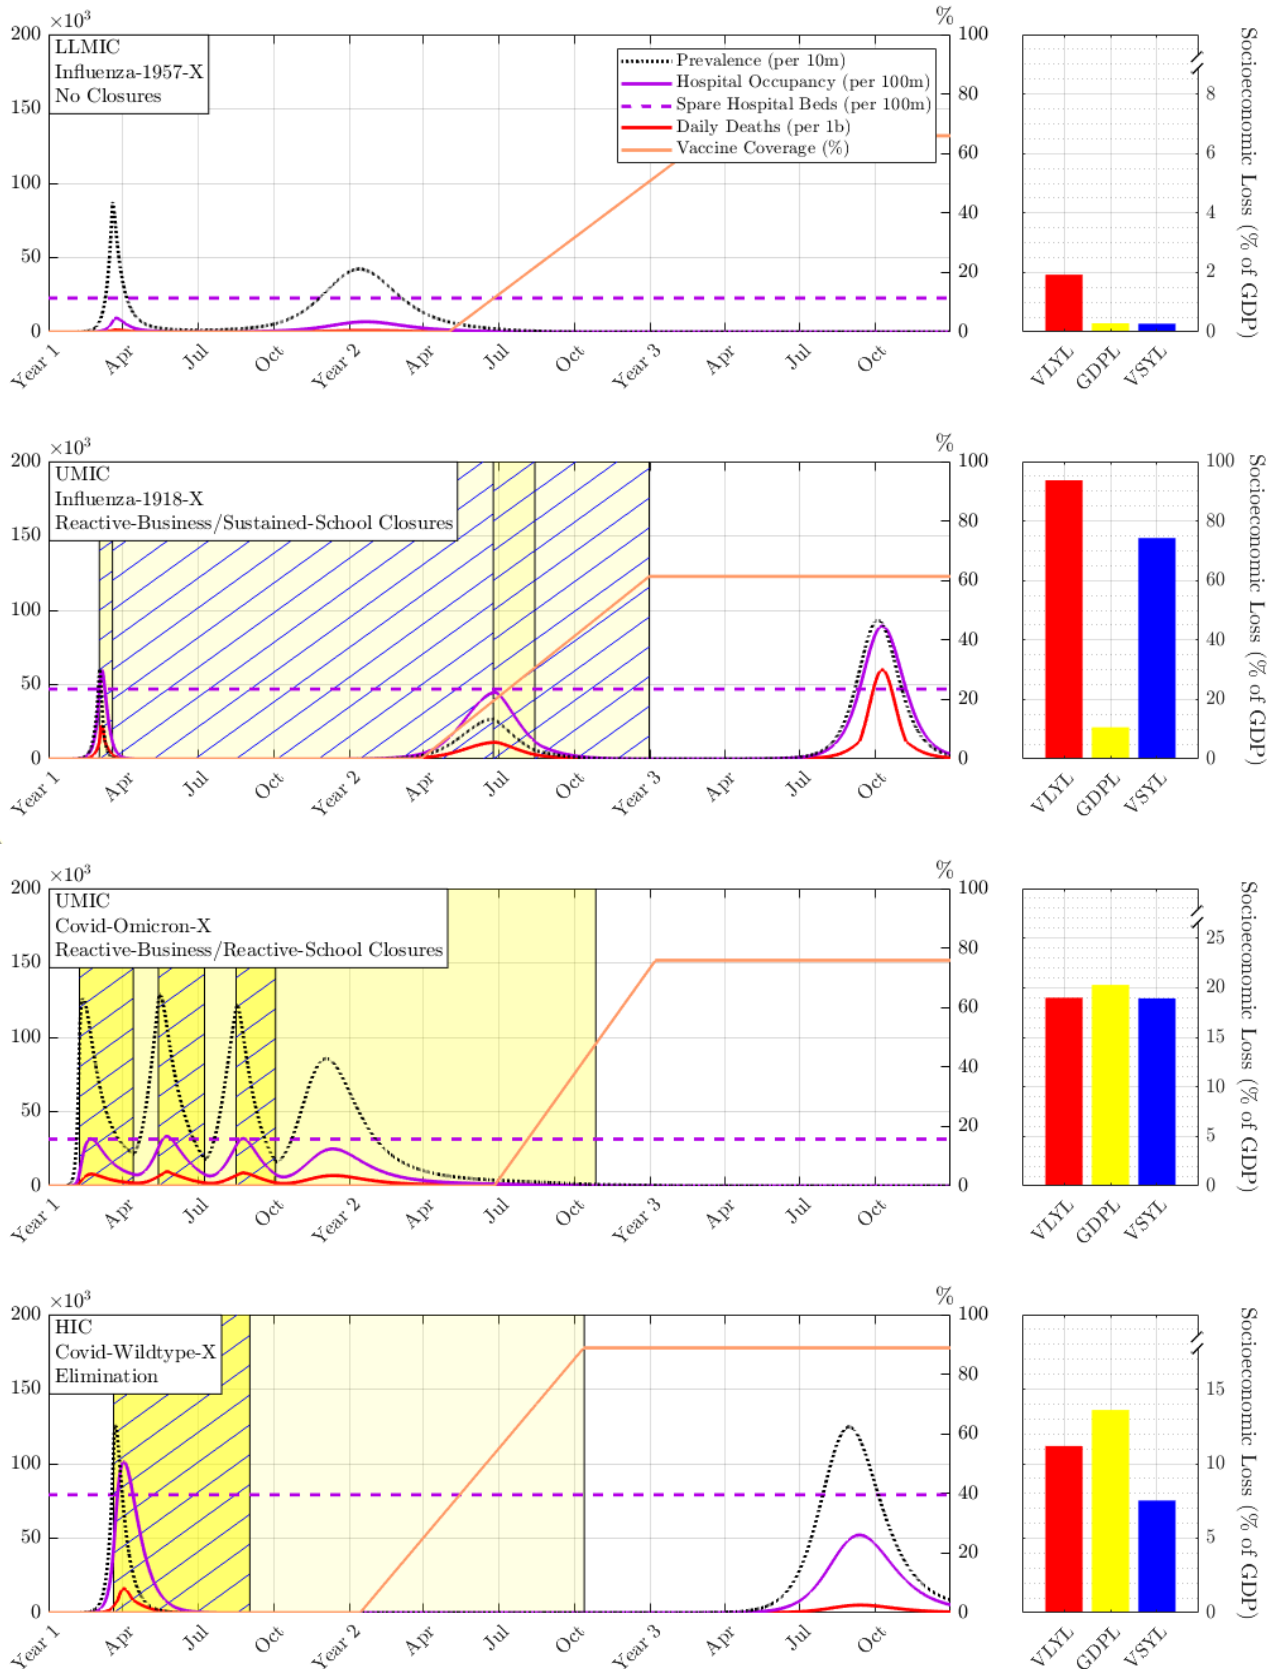 ×10³
200
150
100
50
0
LLMIC
Influenza-1957-X
No Closures
Prevalence (per 10m)
Hospital Occupancy (per 100m)
Spare Hospital Beds (per 100m)
Daily Deaths (per 1b)
Vaccine Coverage (%)
%
100
80
60
40
20
0
Year 1 Apr Jul Oct Year 2 Apr Jul Oct Year 3 Apr Jul Oct
8
6
4
2
0
Socioeconomic Loss (% of GDP)
VLYL GDPL VSYL
×10³
200
150
100
50
0
UMIC
Influenza-1918-X
Reactive-Business/Sustained-School Closures
%
100
80
60
40
20
0
Year 1 Apr Jul Oct Year 2 Apr Jul Oct Year 3 Apr Jul Oct
100
80
60
40
20
0
Socioeconomic Loss (% of GDP)
VLYL GDPL VSYL
×10³
200
150
100
50
0
UMIC
Covid-Omicron-X
Reactive-Business/Reactive-School Closures
%
100
80
60
40
20
0
Year 1 Apr Jul Oct Year 2 Apr Jul Oct Year 3 Apr Jul Oct
25
20
15
10
5
0
Socioeconomic Loss (% of GDP)
VLYL GDPL VSYL
×10³
200
150
100
50
0
HIC
Covid-Wildtype-X
Elimination
%
100
80
60
40
20
0
Year 1 Apr Jul Oct Year 2 Apr Jul Oct Year 3 Apr Jul Oct
15
10
5
0
Socioeconomic Loss (% of GDP)
VLYL GDPL VSYL